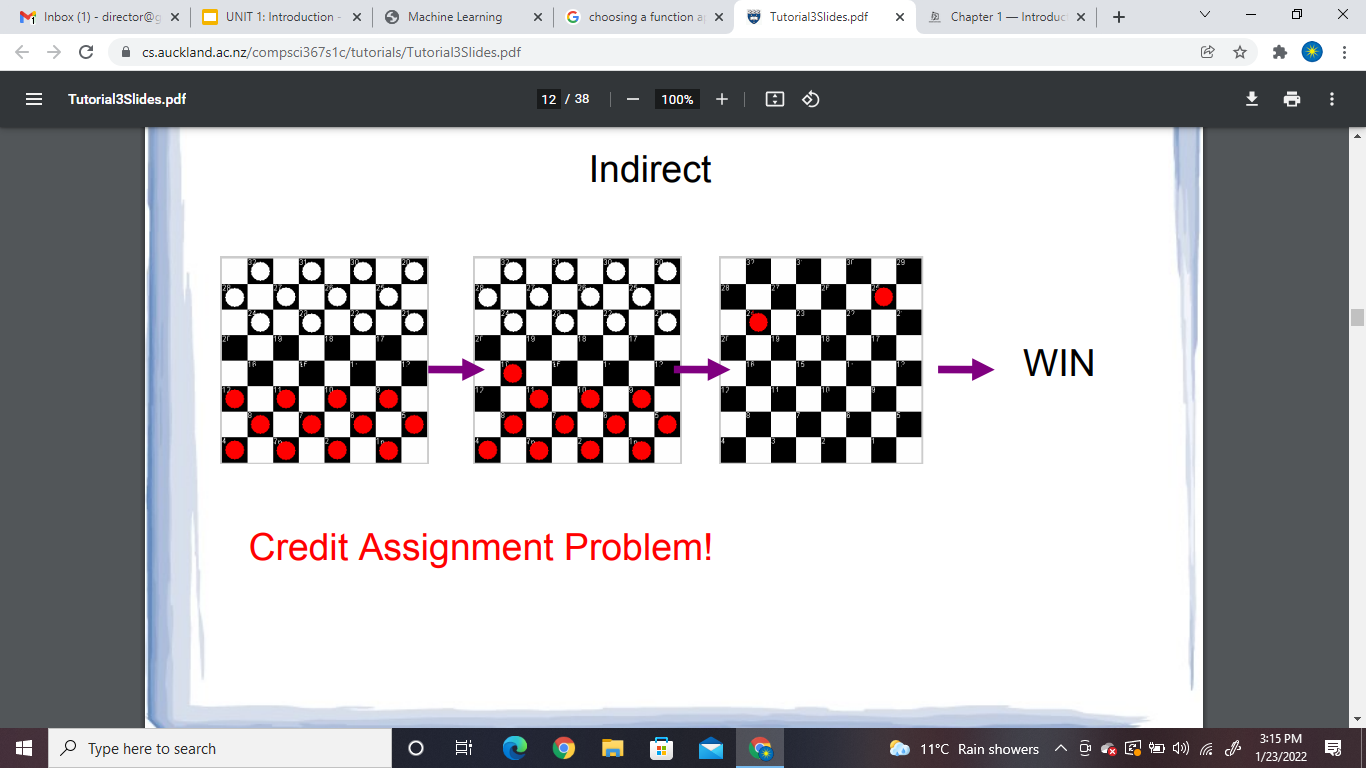 Inbox (1) - director@g
UNIT 1: Introduction -
Machine Learning
choosing a function a
Tutorial3Slides.pdf
Chapter 1 — Introduc
cs.auckland.ac.nz/compsci367s1c/tutorials/Tutorial3Slides.pdf
Tutorial3Slides.pdf
12 / 38
100%
Indirect
WIN
Credit Assignment Problem!
Type here to search
11°C Rain showers
3:15 PM
1/23/2022